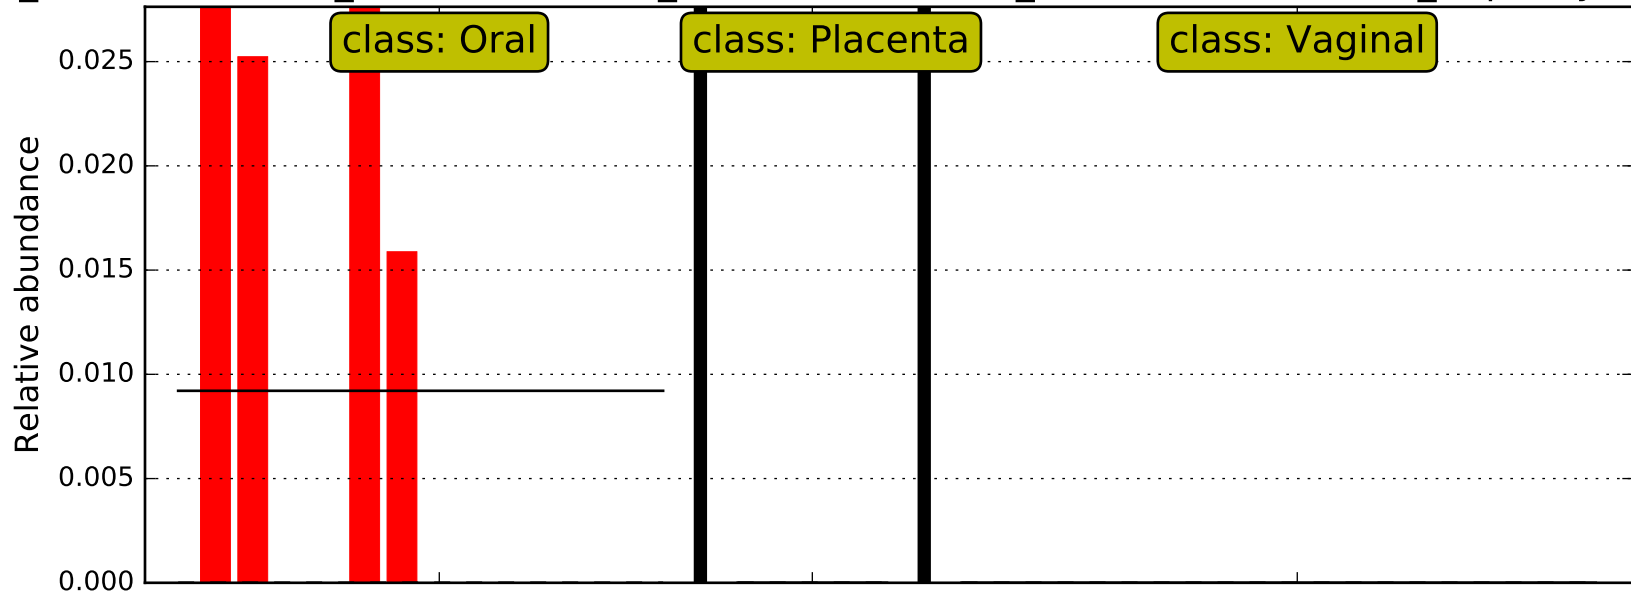 class: Oral
class: Placenta
class: Vaginal
0.025
0.020
0.015
0.010
0.005
0.000
Relative abundance